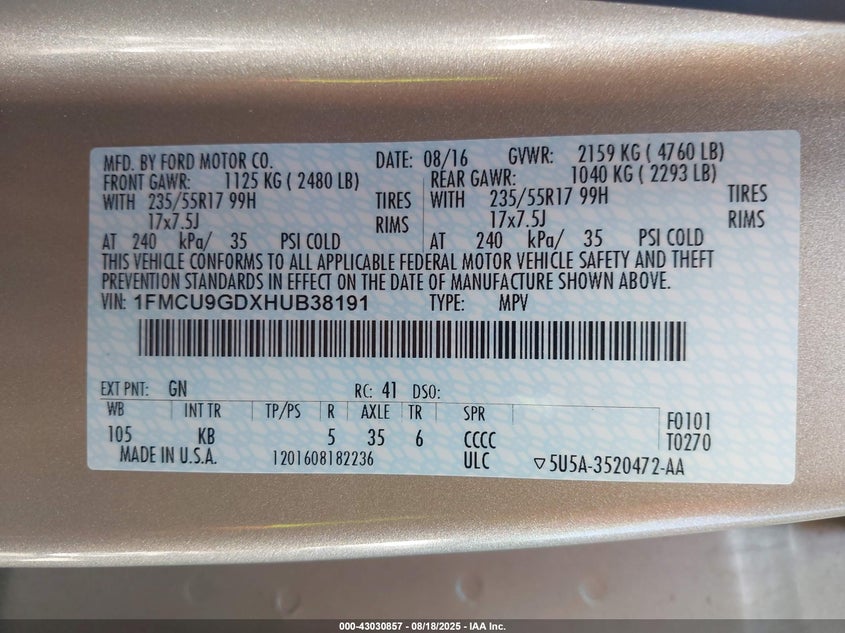 MFD. BY FORD MOTOR CO. DATE: 08/16 GVWR: 2159 KG ( 4760 LB)
FRONT GAWR: 1125 KG ( 2480 LB) REAR GAWR: 1040 KG ( 2293 LB)
WITH 235/55R17 99H TIRES WITH 235/55R17 99H TIRES
17x7.5J RIMS 17x7.5J RIMS
AT 240 kPa/ 35 PSI COLD AT 240 kPa/ 35 PSI COLD
THIS VEHICLE CONFORMS TO ALL APPLICABLE FEDERAL MOTOR VEHICLE SAFETY AND THEFT
PREVENTION STANDARDS IN EFFECT ON THE DATE OF MANUFACTURE SHOWN ABOVE.
VIN: 1FMCU9GDXHUB38191 TYPE: MPV
EXT PNT: GN RC: 41 DSO:
WB INT TR TP/PS R AXLE TR SPR F0101
105 KB 5 35 6 CCCC T0270
MADE IN U.S.A. 1201608182236 ULC ▽5U5A-3520472-AA
000-43030857 - 08/18/2025 - IAA Inc.